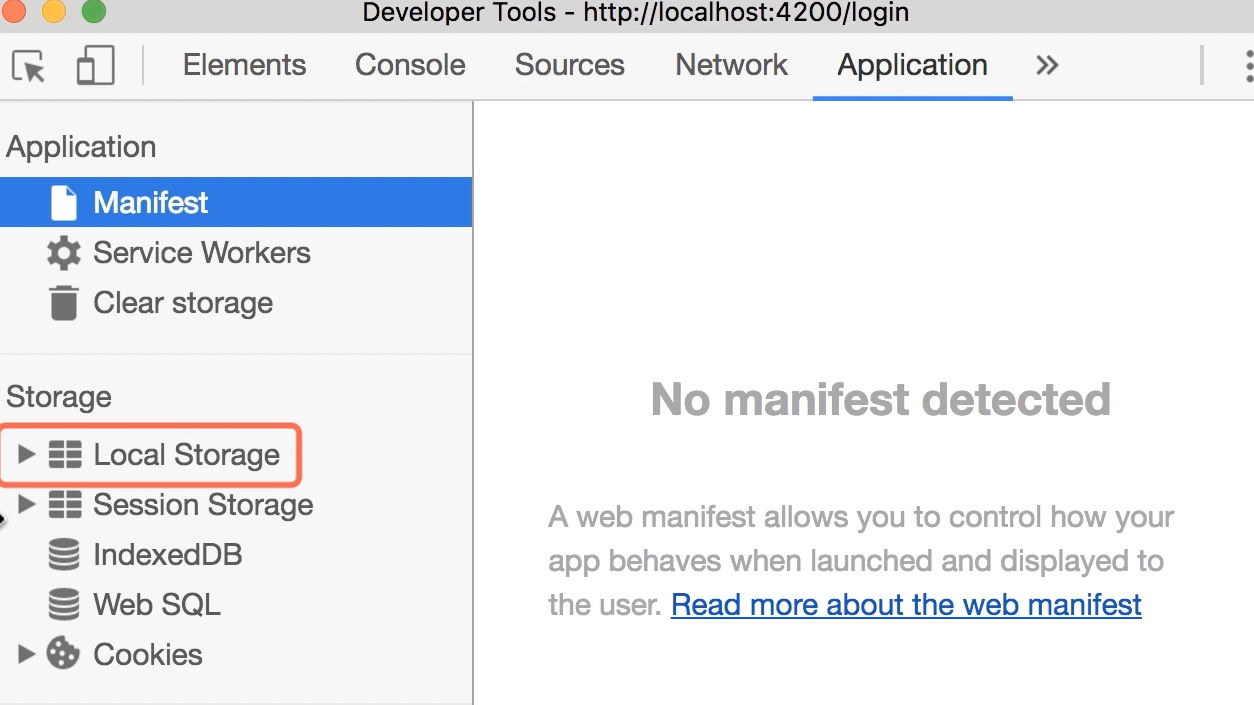 Developer Tools - http://localhost:4200/login
Elements Console Sources Network Application
Application
Manifest
Service Workers
Clear storage
Storage
Local Storage
Session Storage
IndexedDB
Web SQL
Cookies
No manifest detected
A web manifest allows you to control how your
app behaves when launched and displayed to
the user. Read more about the web manifest